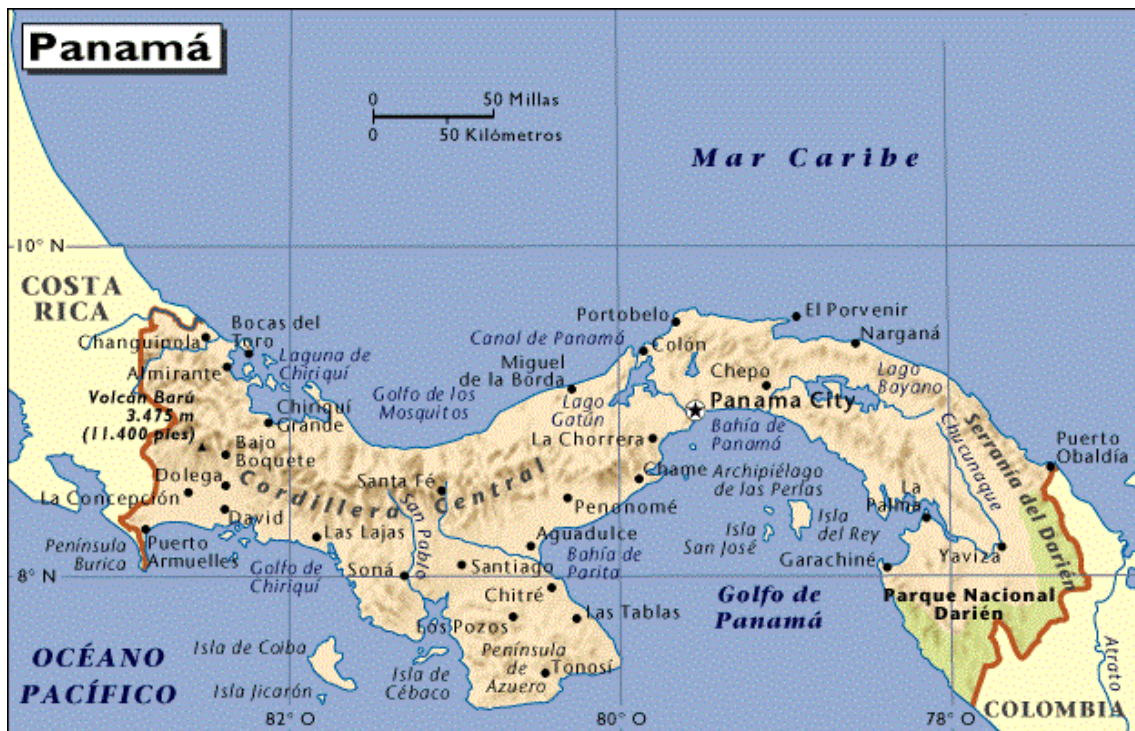 Panamá
0 50 Millas
0 50 Kilómetros
Mar Caribe
10° N
COSTA
RICA
Changuinola
Bocas del
Toro
Laguna de
Chiriquí
Almirante
Volcán Barú
3.475 m
(11.400 pies)
Chiriquí
Grande
Bajo
Boquete
Dolega
La Concepción
David
Península
Burica
Puerto
Armuelles
Golfo de
Chiriquí
Las Lajas
Cordillera Central
Golfo de los
Mosquitos
Santa Fé
San Pablo
Soná
Santiago
Chitré
Los Pozos
Las Tablas
Península
de
Azuero
Tonosí
Isla de Coiba
Isla Jicarón
Isla de
Cébaco
Canal de Panamá
Miguel
de la Borda
Portobelo
Colón
Lago
Gatún
El Porvenir
Narganá
Chepo
Lago
Bayano
Panama City
Bahía de
Panamá
La Chorrera
Chame
Penonomé
Aguadulce
Bahía de
Parita
Archipiélago
de las Perlas
Isla
San José
Isla
del Rey
Chucunaque
Serranía del Darién
Puerto
Obaldía
La
Palma
Yaviza
Garachiné
Parque Nacional
Darién
Golfo de
Panamá
8° N
OCÉANO
PACÍFICO
Atrato
COLOMBIA
82° O
80° O
78° O